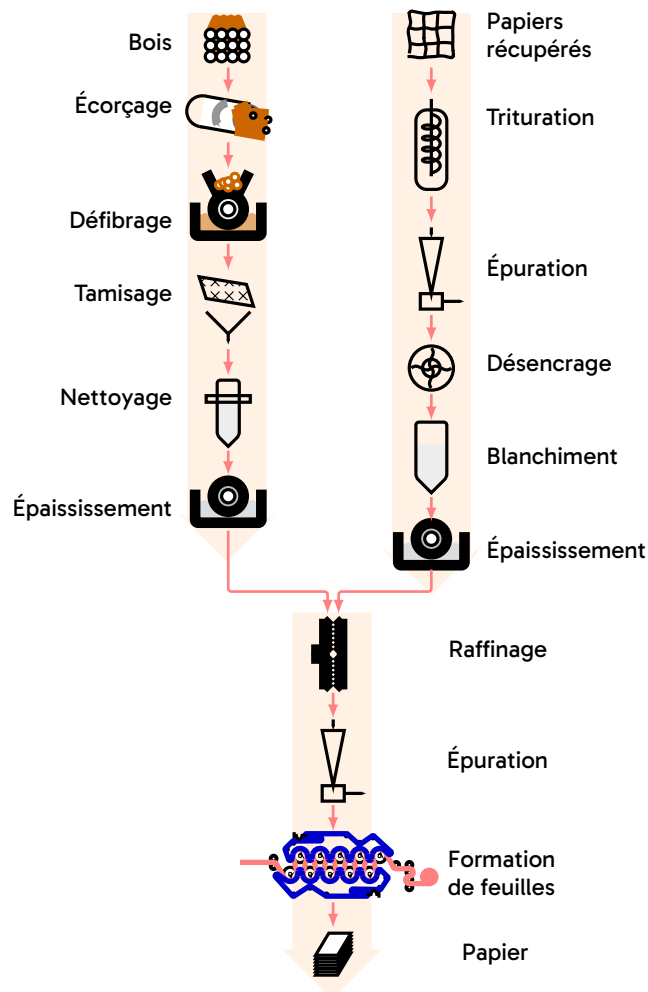 Bois
Écorçage
Défibrage
Tamisage
Nettoyage
Épaississement
Papiers
récupérés
Trituration
Épuration
Désencrage
Blanchiment
Épaississement
Raffinage
Épuration
Formation
de feuilles
Papier